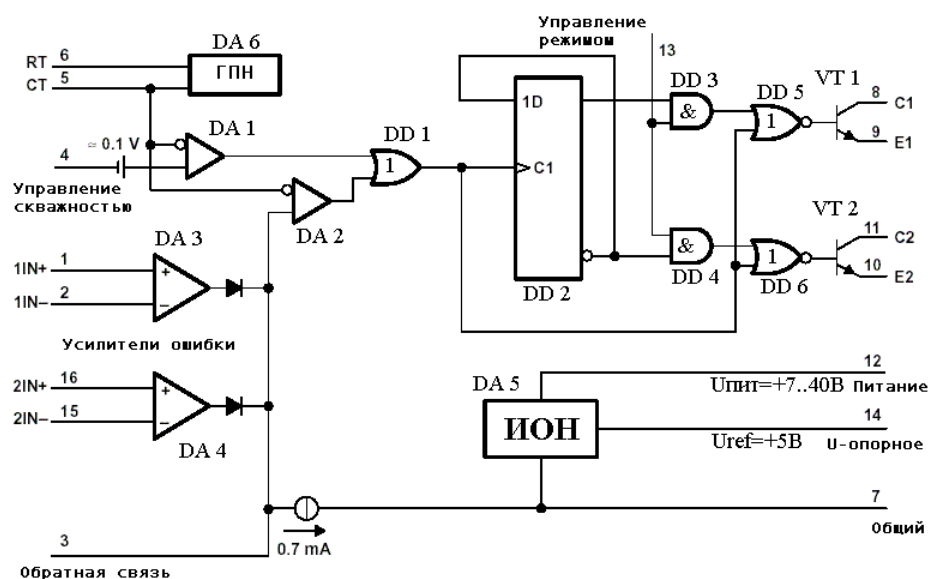 Управление
режимом
13
DA 6
RT 6
ГПН
CT 5
DD 3
VT 1
DD 5
8 C1
1D
&
1
9 E1
DA 1
DD 1
≈ 0.1 V
4
1
C1
Управление
скважностью
VT 2
DA 2
11 C2
DA 3
&
1
10 E2
1IN+ 1
+
DD 4
DD 6
DD 2
1IN– 2
–
Усилители ошибки
12
2IN+ 16
+
DA 5
Uпит=+7..40В Питание
2IN– 15
–
ИОН
14
DA 4
Uref=+5В U-опорное
7
3
0.7 mA
Общий
Обратная связь